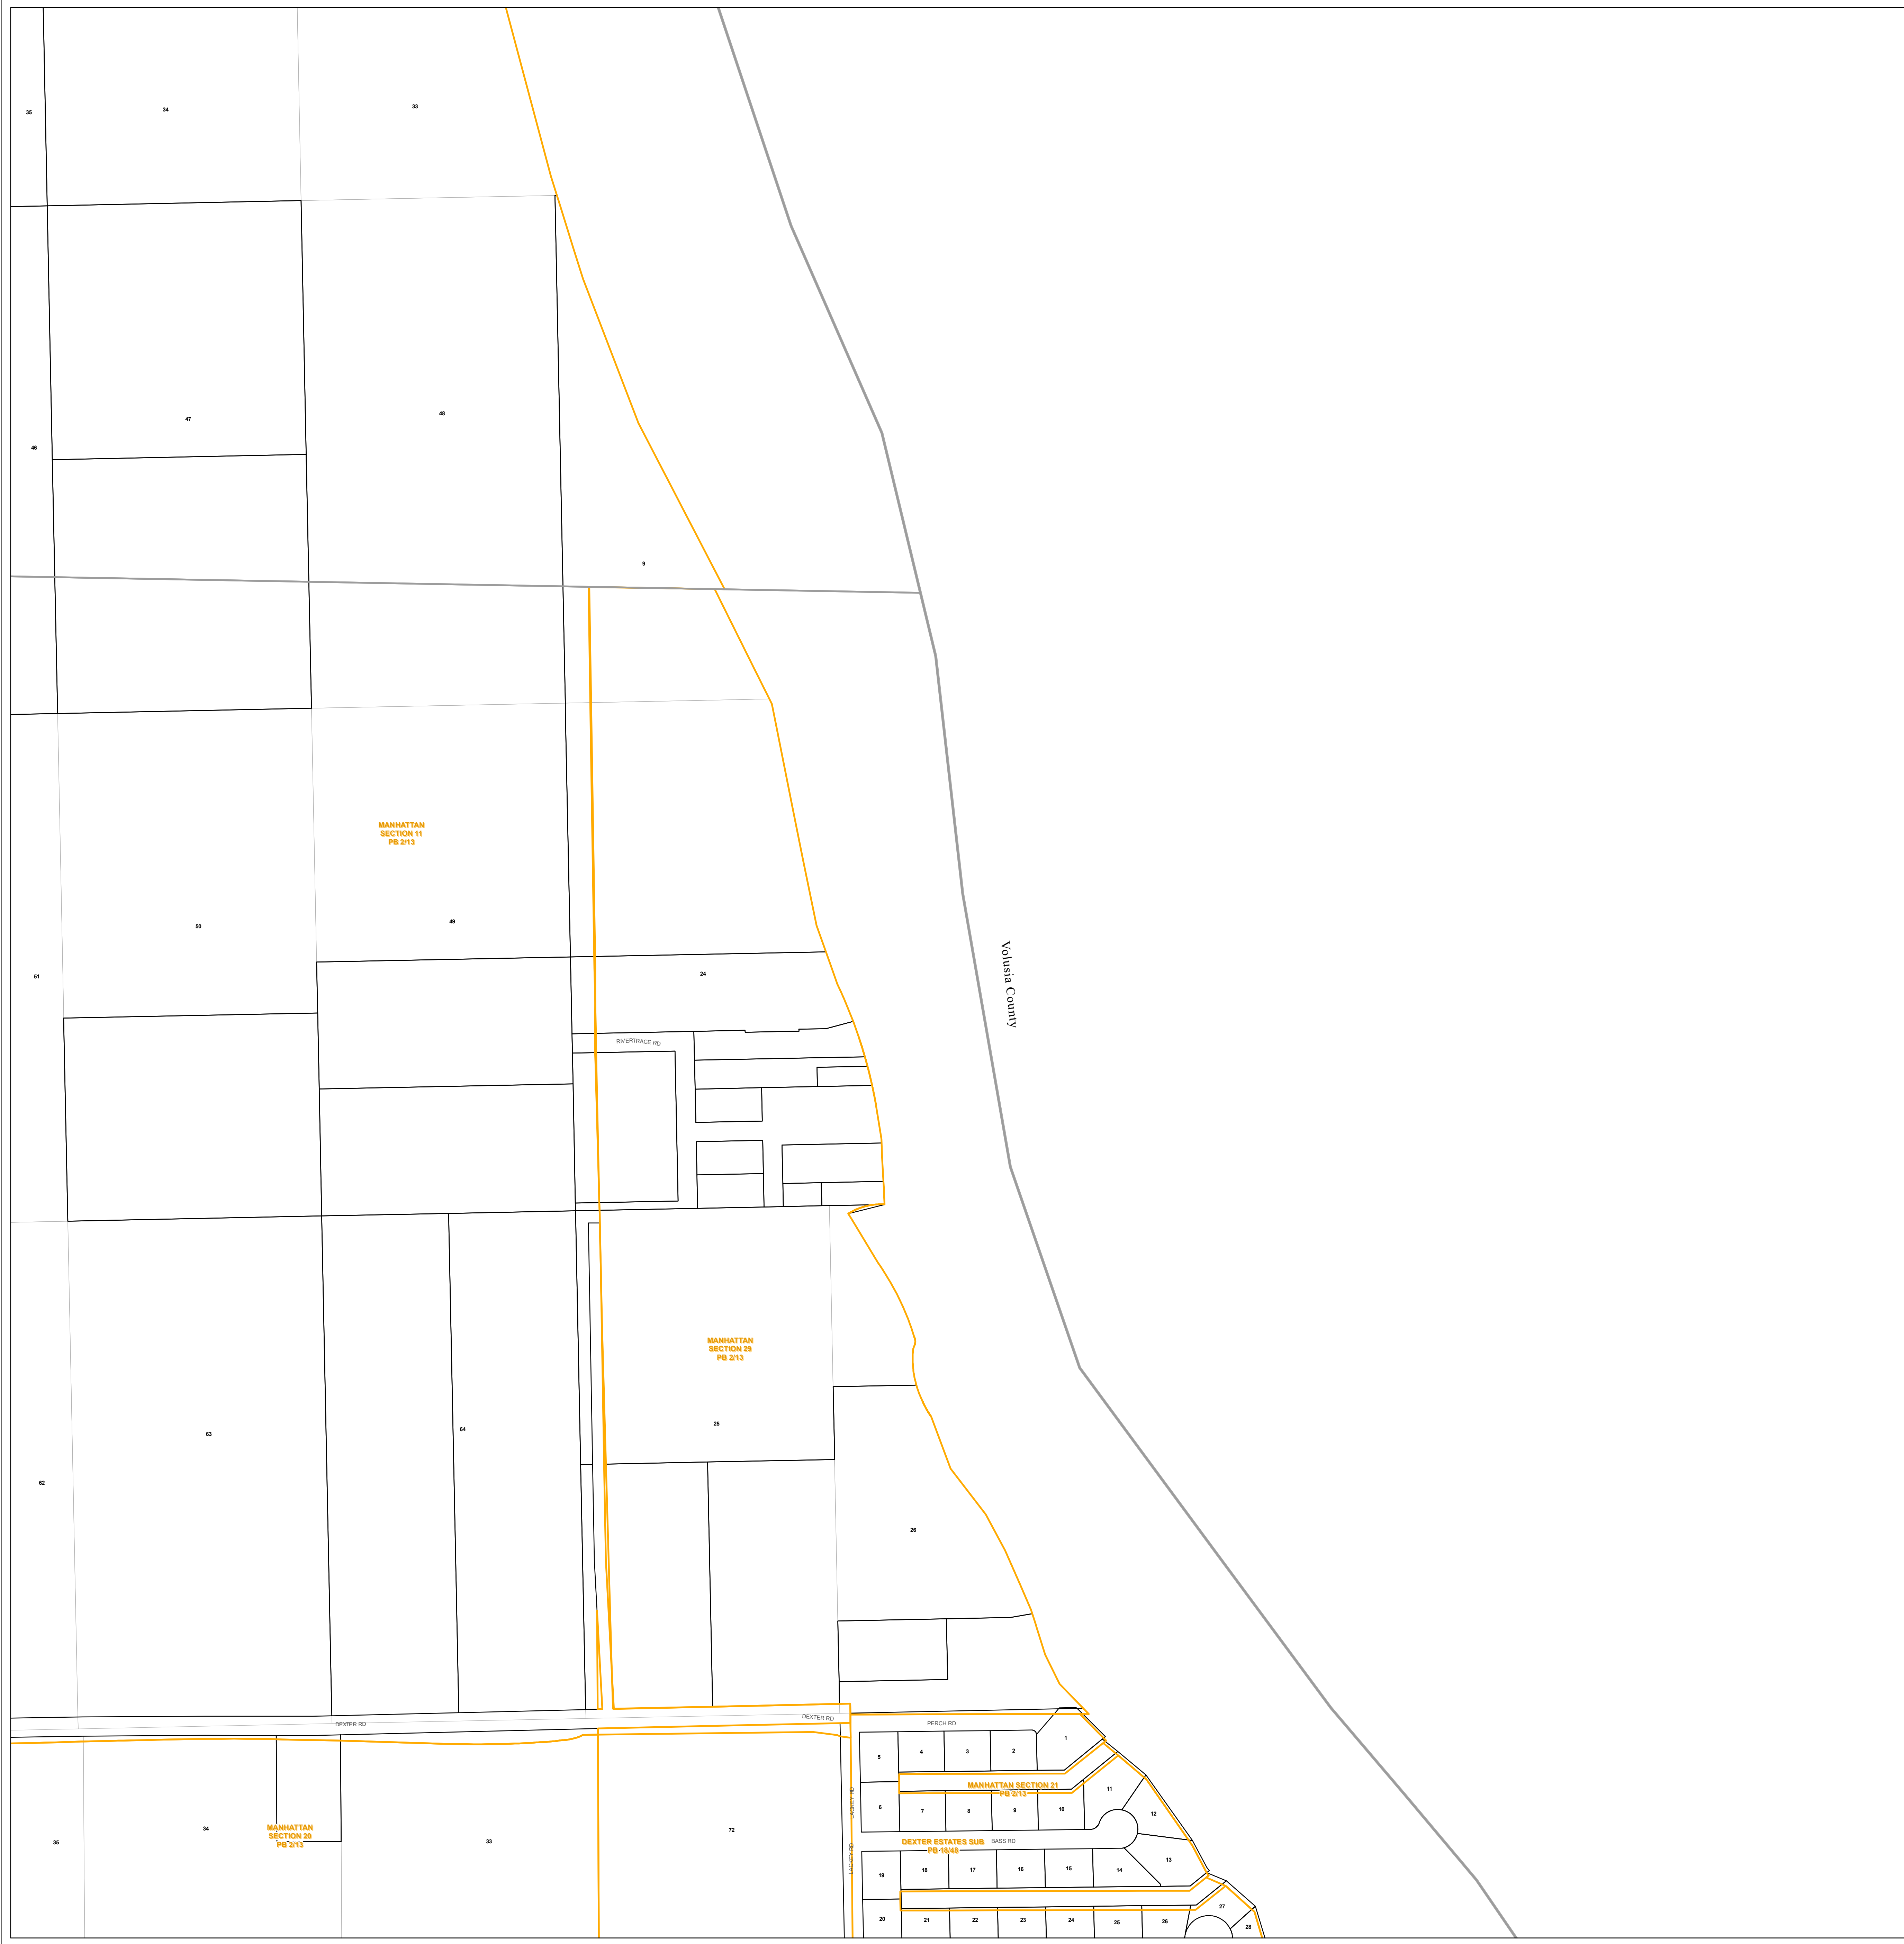 35
34
33
47
48
46
9
MANHATTAN
SECTION 11
PB 2/13
50
49
51
24
Volusia County
RIVERTRACE RD
MANHATTAN
SECTION 29
PB 2/13
25
63
64
62
26
DEXTER RD
DEXTER RD
PERCH RD
5
4
3
2
1
MANHATTAN SECTION 21
PB 2/13
LACKEY RD
6
7
8
9
10
11
12
34
MANHATTAN
SECTION 20
PB 2/13
35
33
72
DEXTER ESTATES SUB
PB 18/48
BASS RD
LACKEY RD
19
18
17
16
15
14
13
20
21
22
23
24
25
26
27
28